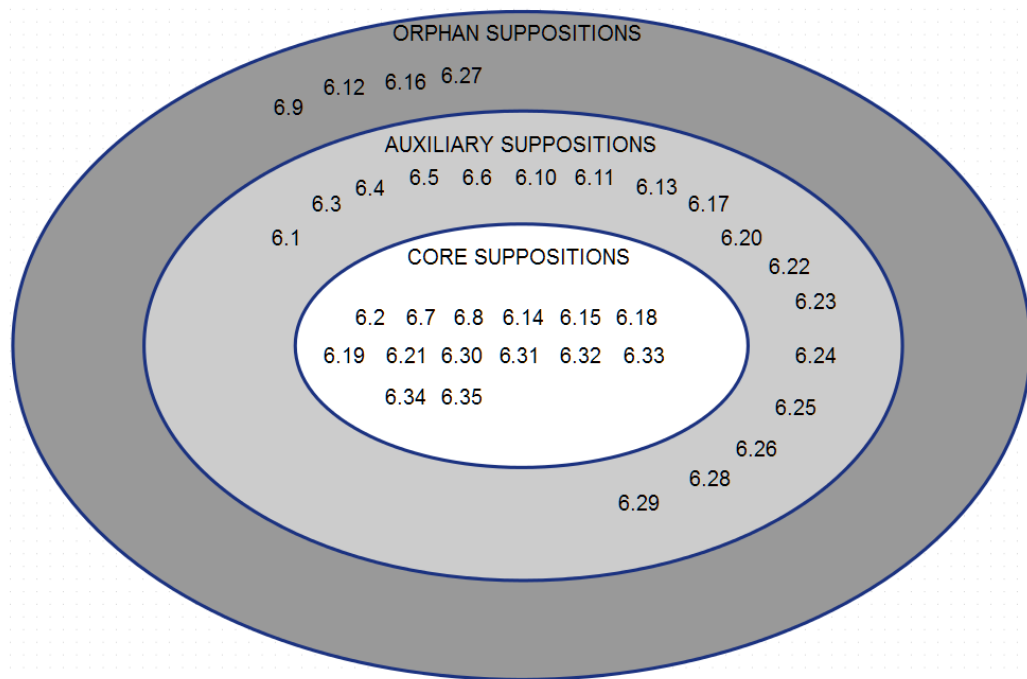 ORPHAN SUPPOSITIONS
6.9 6.12 6.16 6.27
AUXILIARY SUPPOSITIONS
6.1 6.3 6.4 6.5 6.6 6.10 6.11 6.13 6.17 6.20 6.22 6.23 6.24 6.25 6.26 6.28 6.29
CORE SUPPOSITIONS
6.2 6.7 6.8 6.14 6.15 6.18
6.19 6.21 6.30 6.31 6.32 6.33
6.34 6.35